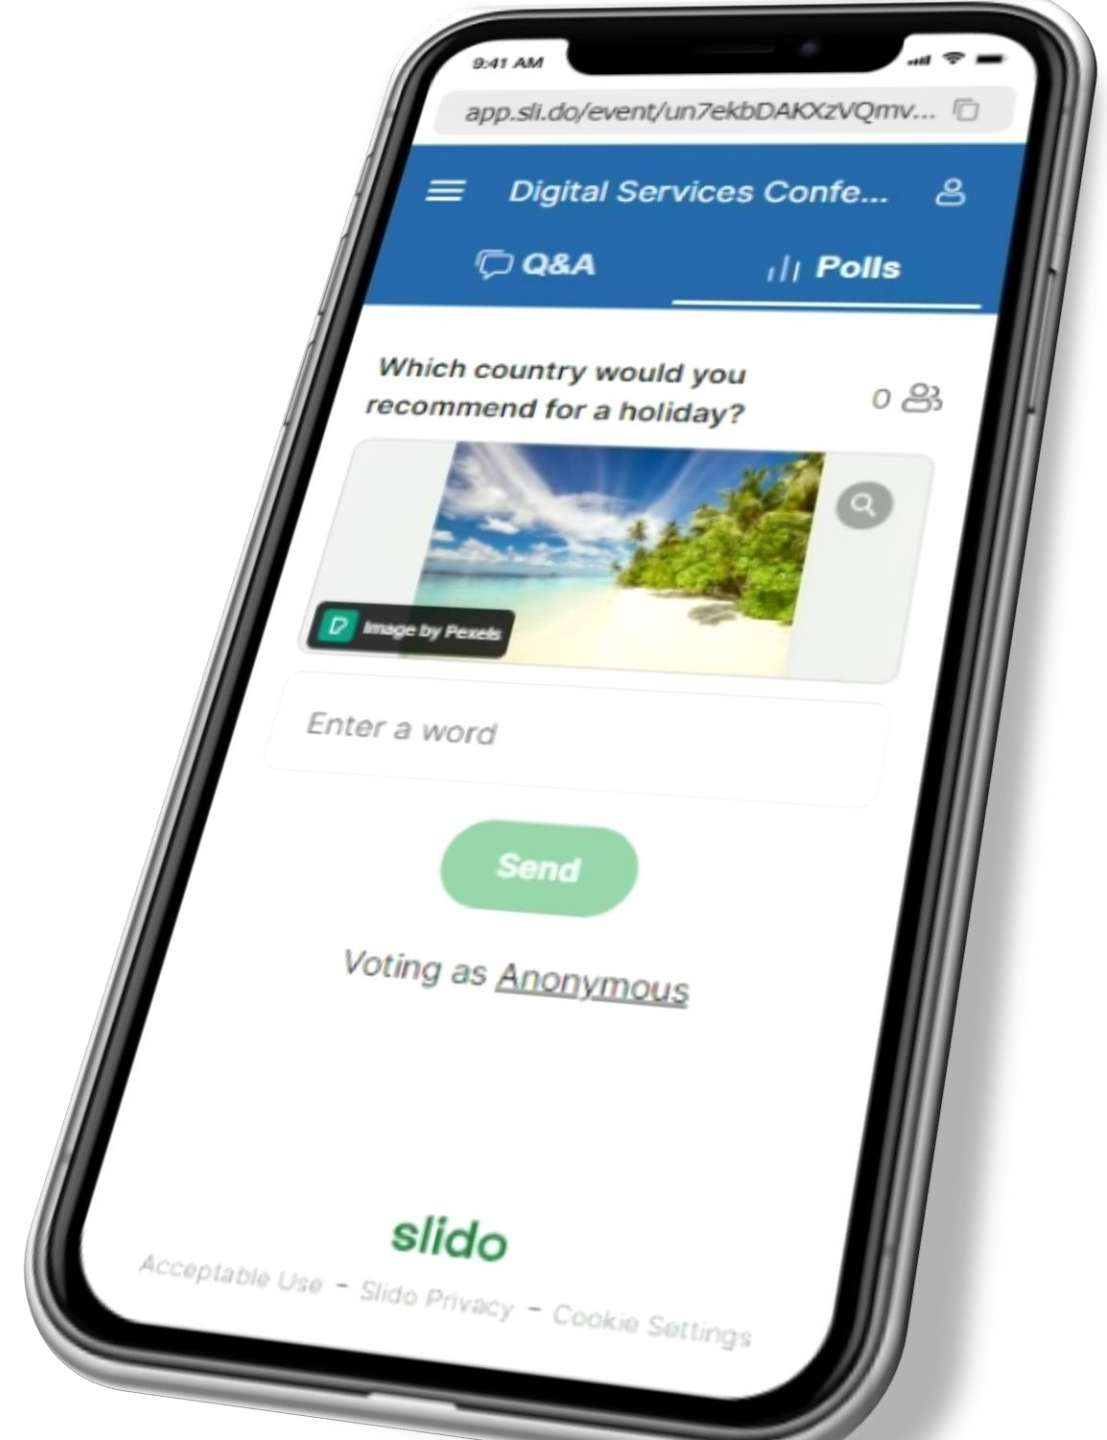 9:41 AM
app.sli.do/event/un7ekbDAKXzVQmv...
Digital Services Confe...
Q&A
Polls
Which country would you
recommend for a holiday?
0
Image by Pexels
Enter a word
Send
Voting as Anonymous
slido
Acceptable Use - Slido Privacy - Cookie Settings